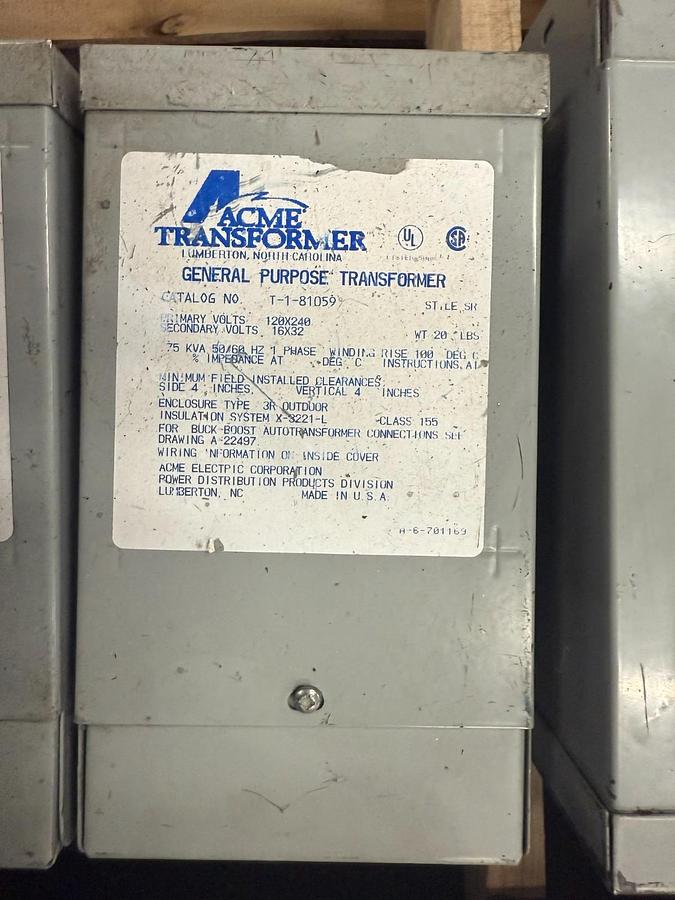 ACME
TRANSFORMER
LUMBERTON, NORTH CAROLINA
UL
SA
GENERAL PURPOSE TRANSFORMER
CATALOG NO. T-1-81059
STYLE SR
PRIMARY VOLTS 120X240
SECONDARY VOLTS 16X32
WT 20 LBS
75 KVA 50/60 HZ 1 PHASE WINDING RISE 100 DEG C
% IMPEDANCE AT DEG C INSTRUCTIONS.AI
MINIMUM FIELD INSTALLED CLEARANCES,
SIDE 4 INCHES, VERTICAL 4 INCHES
ENCLOSURE TYPE 3R OUTDOOR
INSULATION SYSTEM X-3221-L CLASS 155
FOR BUCK-BOOST AUTOTRANSFORMER CONNECTIONS SEE
DRAWING A-22497
WIRING INFORMATION ON INSIDE COVER
ACME ELECTRIC CORPORATION
POWER DISTRIBUTION PRODUCTS DIVISION
LUMBERTON, NC MADE IN U.S.A.
A-6-701169